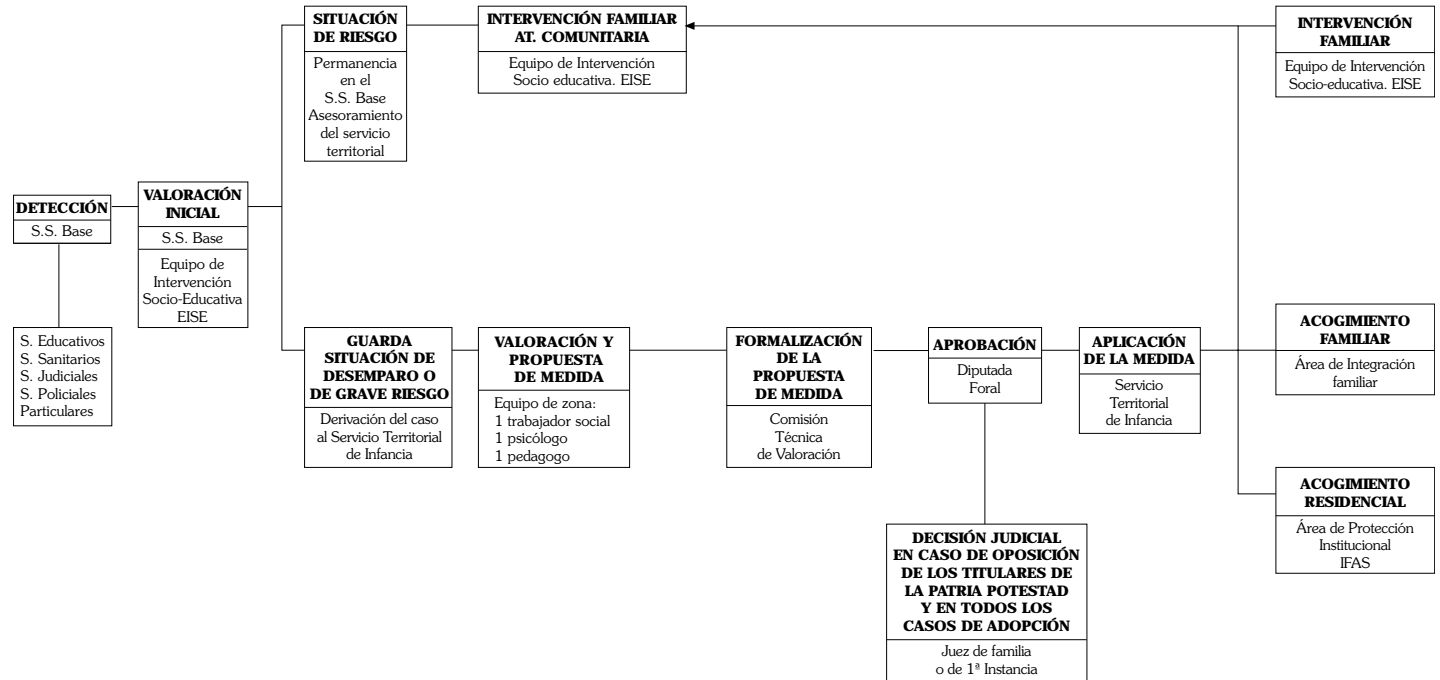 SITUACIÓN
DE RIESGO
Permanencia
en el
S.S. Base
Asesoramiento
del servicio
territorial
INTERVENCIÓN FAMILIAR
AT. COMUNITARIA
Equipo de Intervención
Socio educativa. EISE
INTERVENCIÓN
FAMILIAR
Equipo de Intervención
Socio-educativa. EISE
DETECCIÓN
S.S. Base
S. Educativos
S. Sanitarios
S. Judiciales
S. Policiales
Particulares
VALORACIÓN
INICIAL
S.S. Base
Equipo de
Intervención
Socio-Educativa
EISE
GUARDA
SITUACIÓN DE
DESEMPARO O
DE GRAVE RIESGO
Derivación del caso
al Servicio Territorial
de Infancia
VALORACIÓN Y
PROPUESTA
DE MEDIDA
Equipo de zona:
1 trabajador social
1 psicólogo
1 pedagogo
FORMALIZACIÓN
DE LA
PROPUESTA
DE MEDIDA
Comisión
Técnica
de Valoración
APROBACIÓN
Diputada
Foral
APLICACIÓN
DE LA MEDIDA
Servicio
Territorial
de Infancia
ACOGIMIENTO
FAMILIAR
Área de Integración
familiar
ACOGIMIENTO
RESIDENCIAL
Área de Protección
Institucional
IFAS
DECISIÓN JUDICIAL
EN CASO DE OPOSICIÓN
DE LOS TITULARES DE
LA PATRIA POTESTAD
Y EN TODOS LOS
CASOS DE ADOPCIÓN
Juez de familia
o de 1ª Instancia